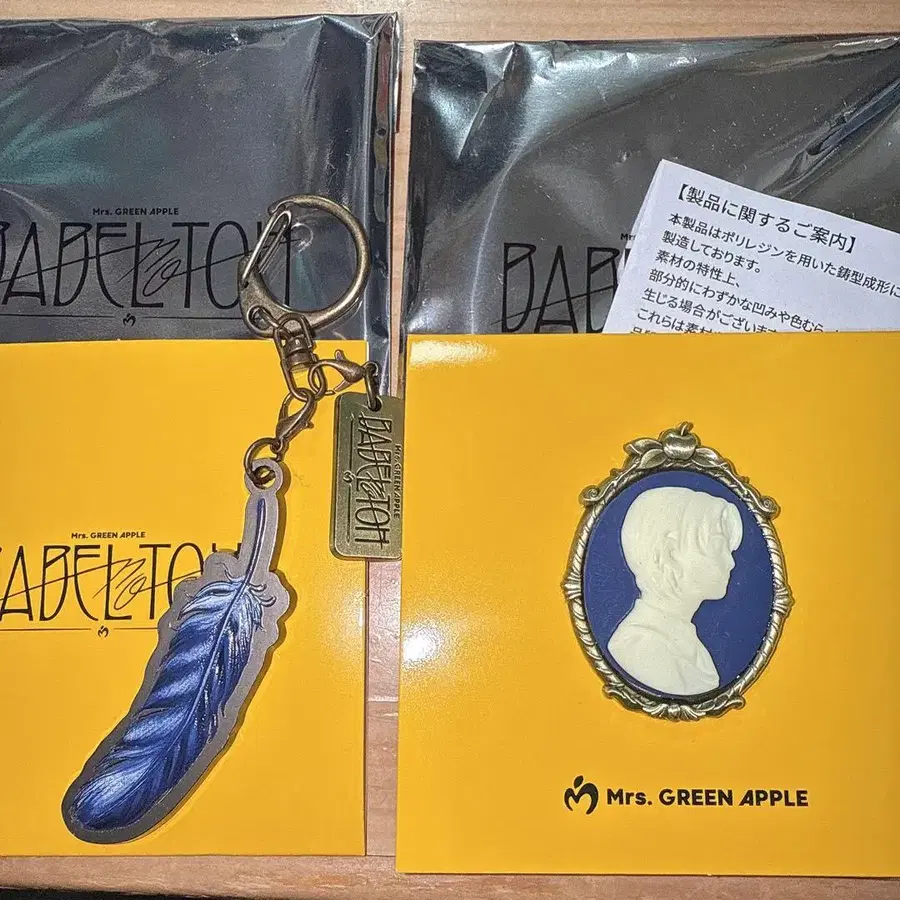 Mrs. GREEN APPLE
BABEL no TOH
【製品に関するご案内】
本製品はポリレジンを用いた鋳型成形に
製造しております。
素材の特性上、
部分的にわずかな凹みや色むら
生じる場合がございます
これらは素材
BABEL no TOH
Mrs. GREEN APPLE
BABEL no TOH
Mrs. GREEN APPLE
BABEL no TOH
Mrs. GREEN APPLE